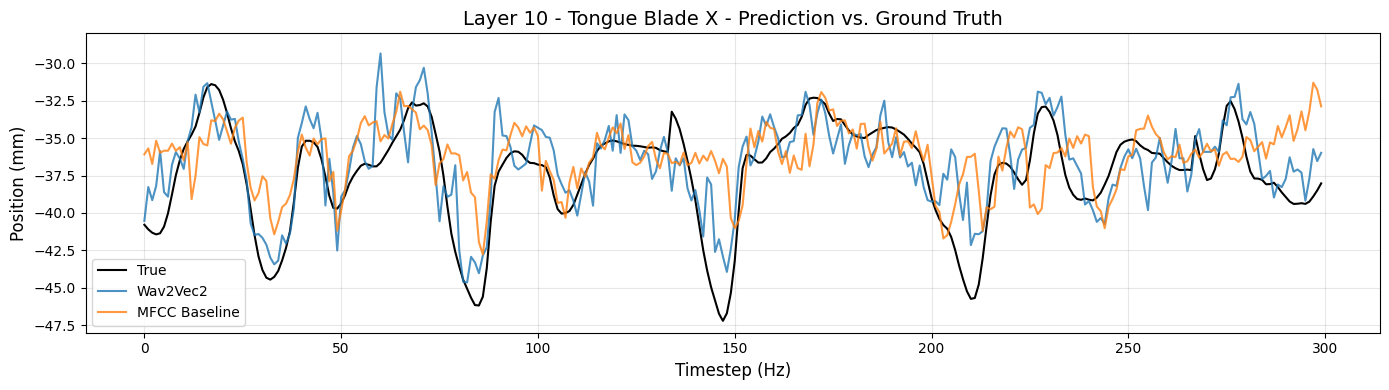 Layer 10 - Tongue Blade X - Prediction vs. Ground Truth
Position (mm)
−30.0
−32.5
−35.0
−37.5
−40.0
−42.5
−45.0
−47.5
True
Wav2Vec2
MFCC Baseline
0 50 100 150 200 250 300
Timestep (Hz)